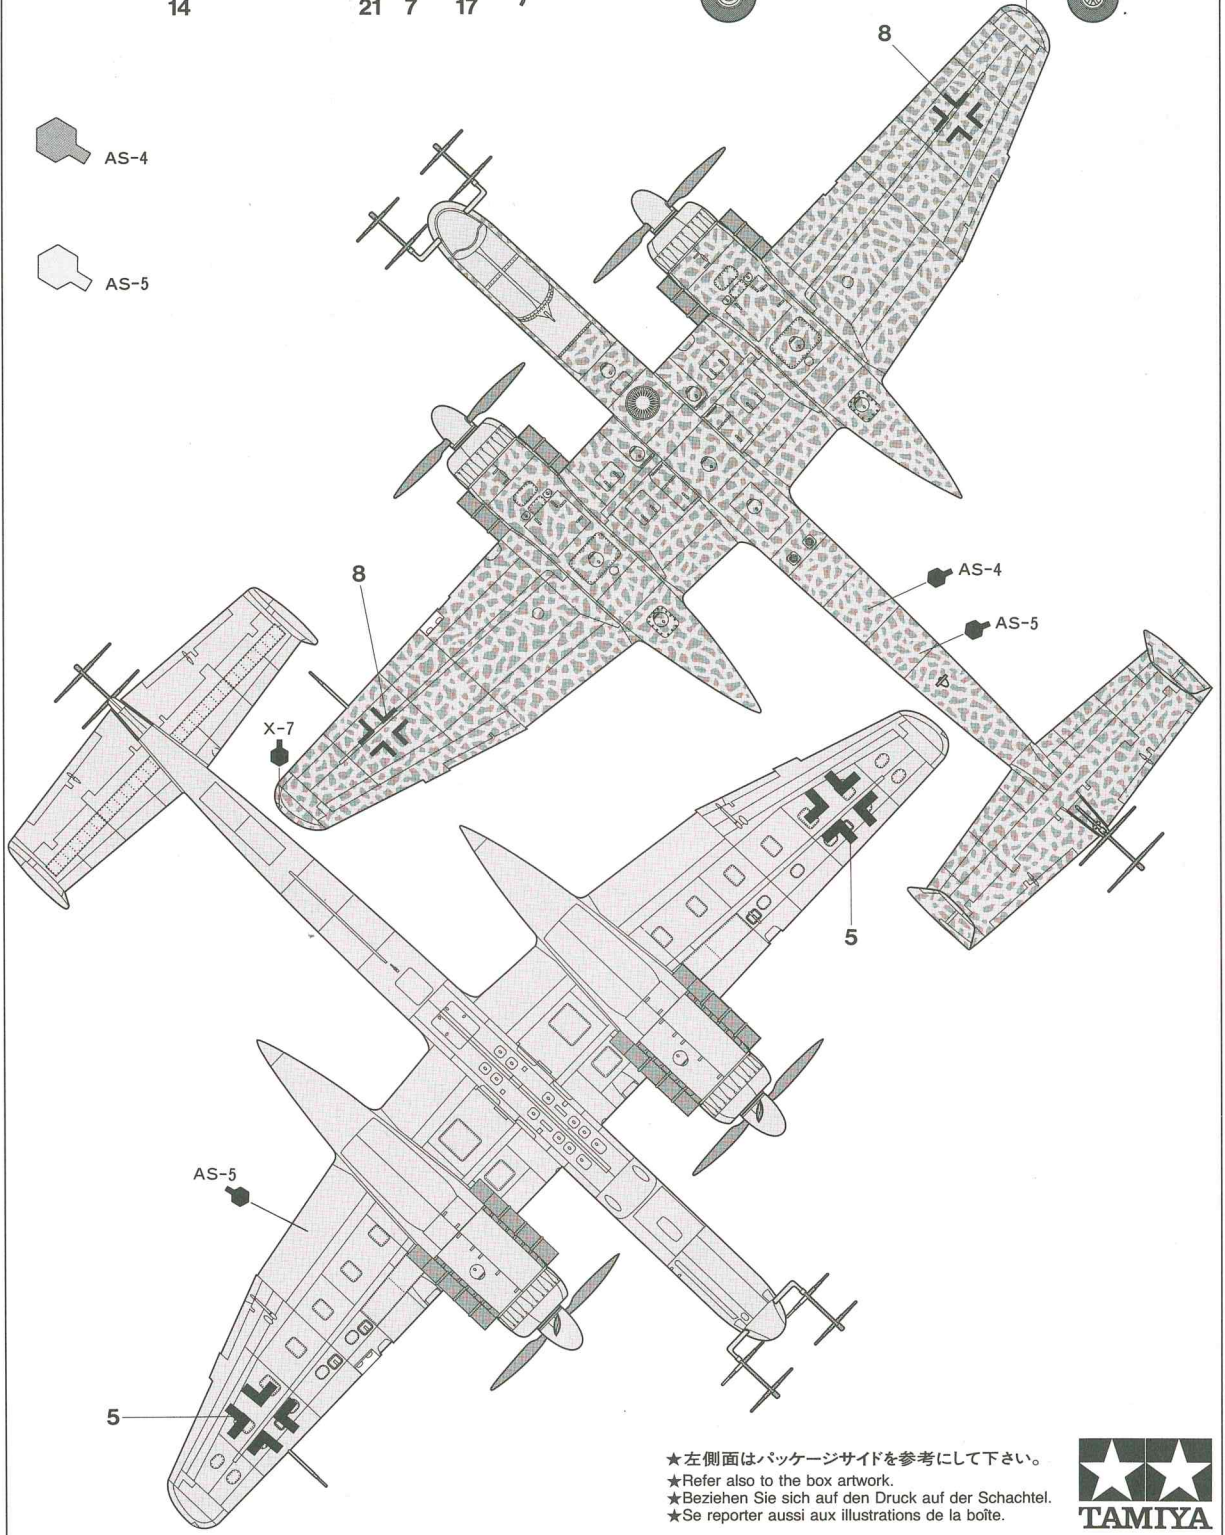 14 21 7 17
8
AS-4
AS-5
8
AS-4
AS-5
X-7
5
AS-5
5
★左側面はパッケージサイドを参考にして下さい。
★Refer also to the box artwork.
★Beziehen Sie sich auf den Druck auf der Schachtel.
★Se reporter aussi aux illustrations de la boîte.
TAMIYA